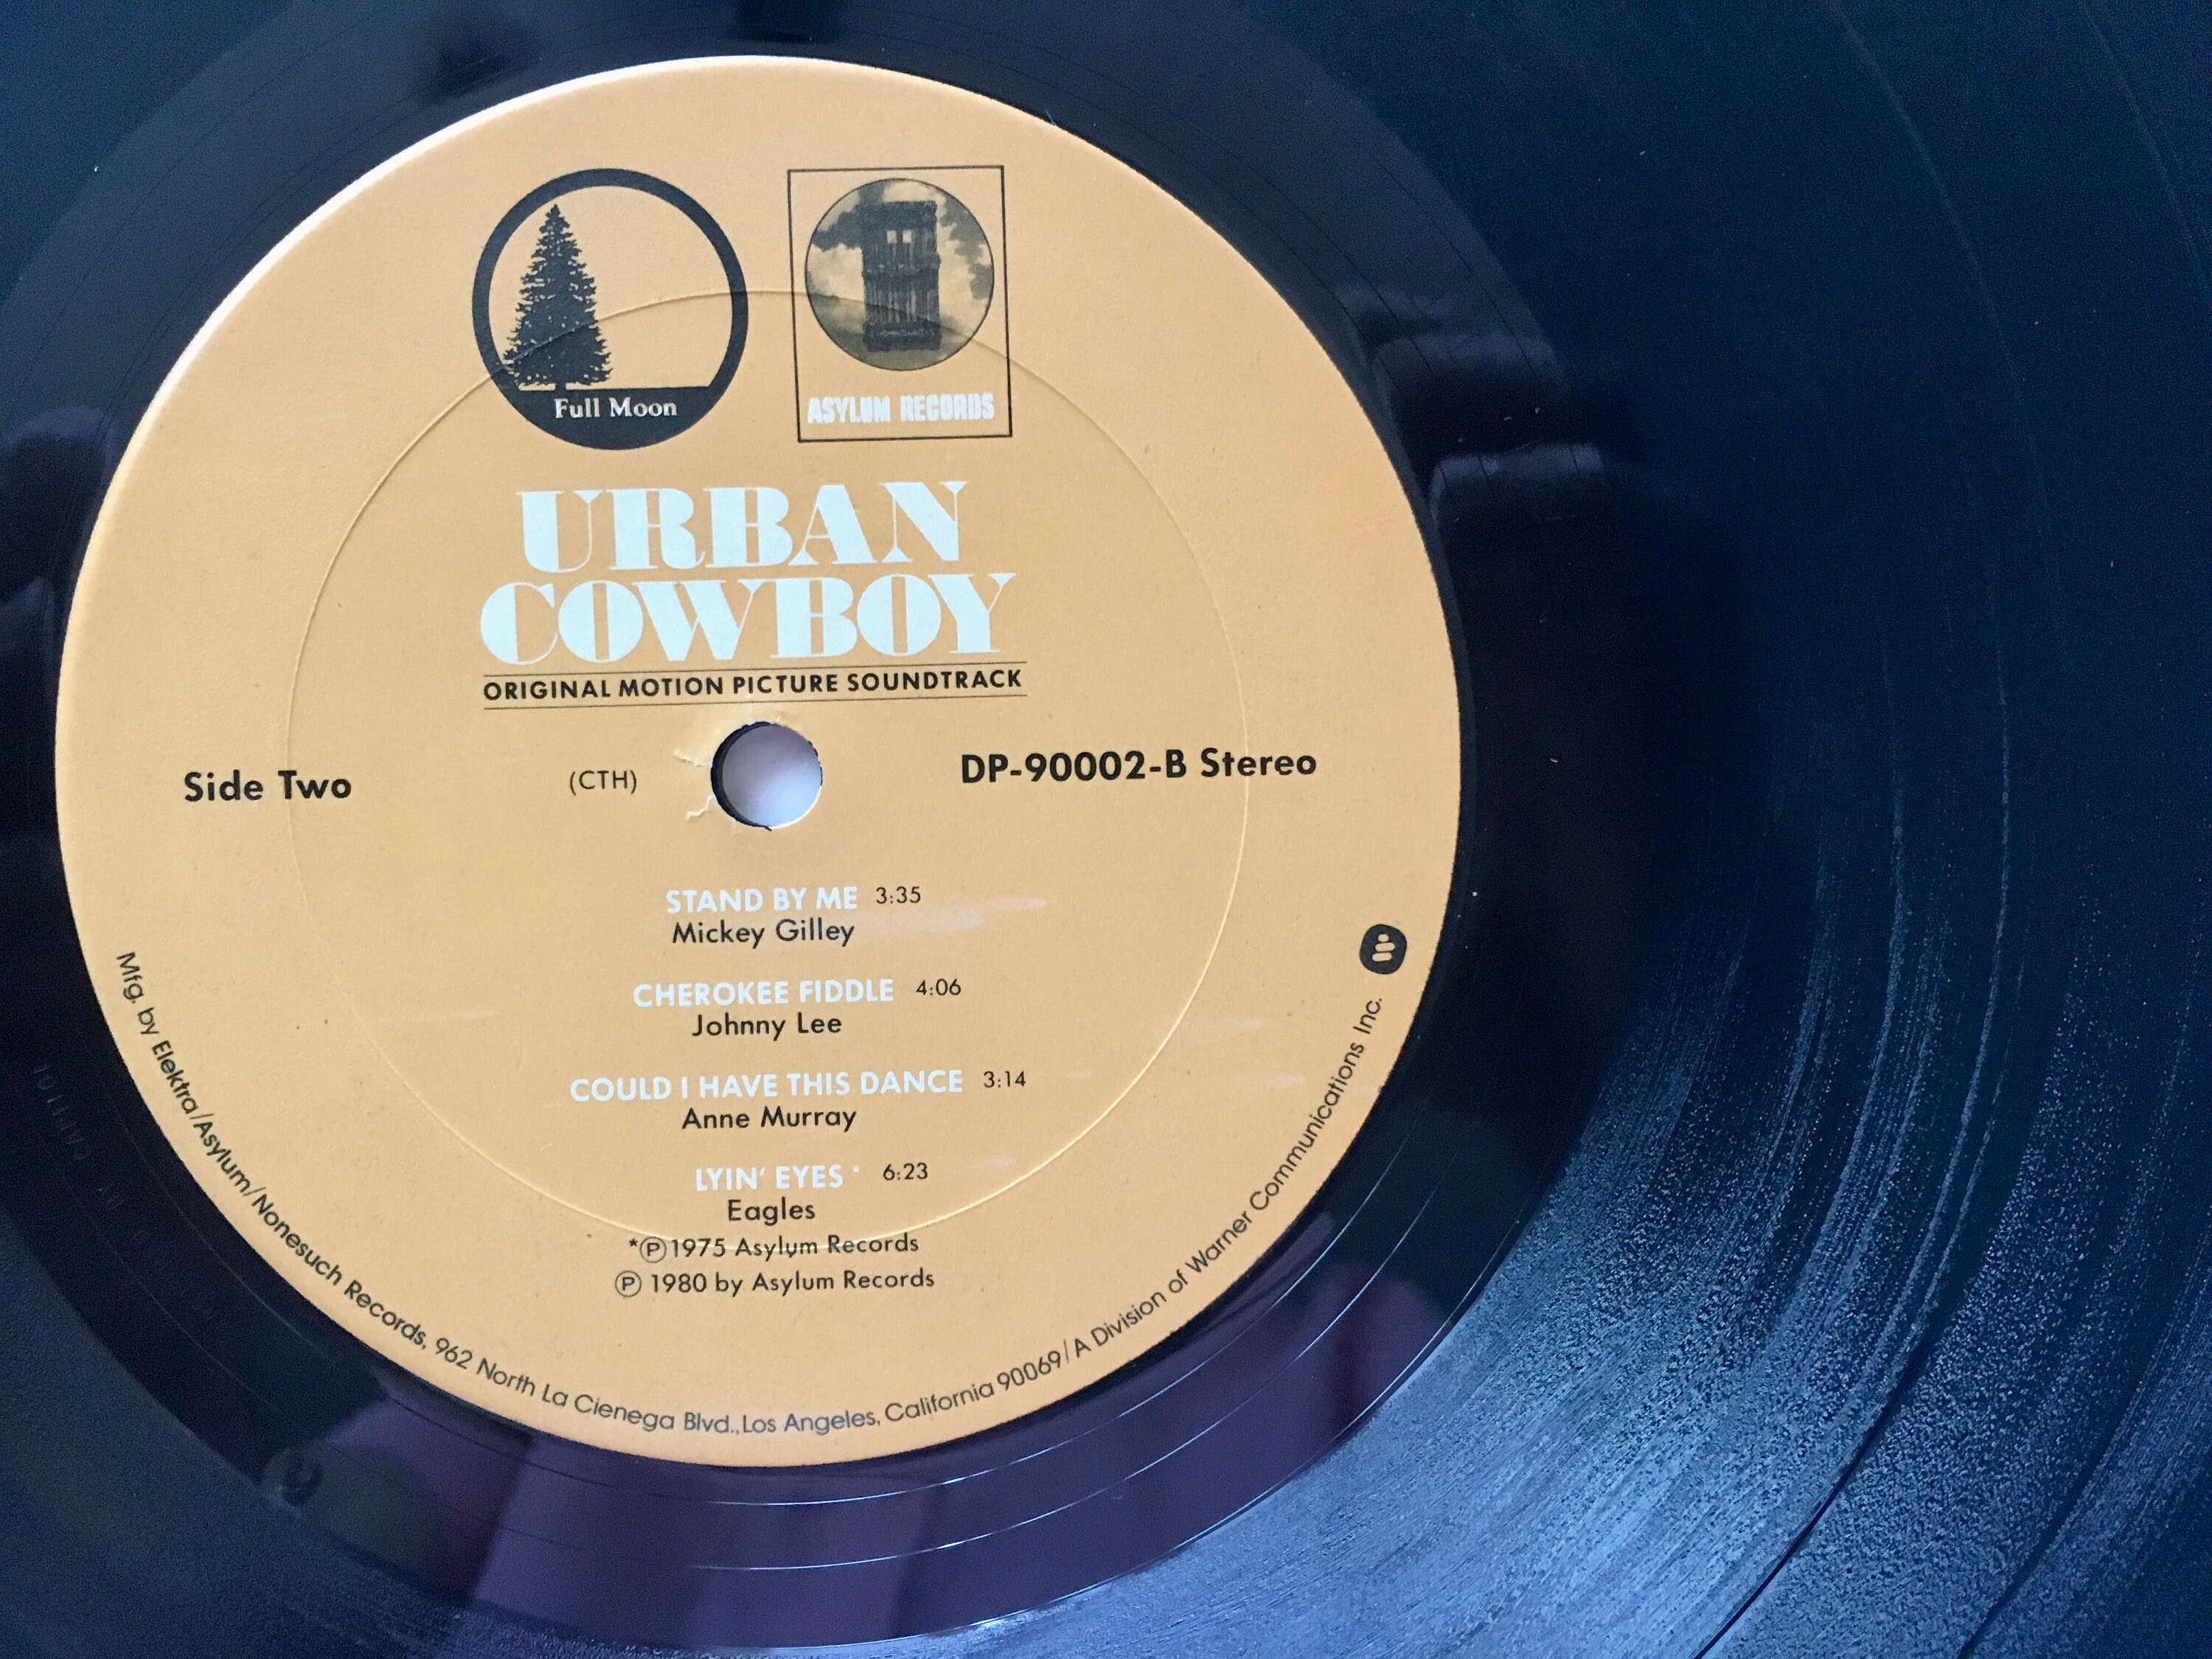 Full Moon
ASYLUM RECORDS
URBAN
COWBOY
ORIGINAL MOTION PICTURE SOUNDTRACK
Side Two
(CTH)
DP-90002-B Stereo
STAND BY ME 3:35
Mickey Gilley
CHEROKEE FIDDLE 4:06
Johnny Lee
COULD I HAVE THIS DANCE 3:14
Anne Murray
LYIN' EYES * 6:23
Eagles
*Ⓟ1975 Asylum Records
Ⓟ 1980 by Asylum Records
Mfg. by Elektra/Asylum/Nonesuch Records, 962 North La Cienega Blvd., Los Angeles, California 90069/A Division of Warner Communications Inc.